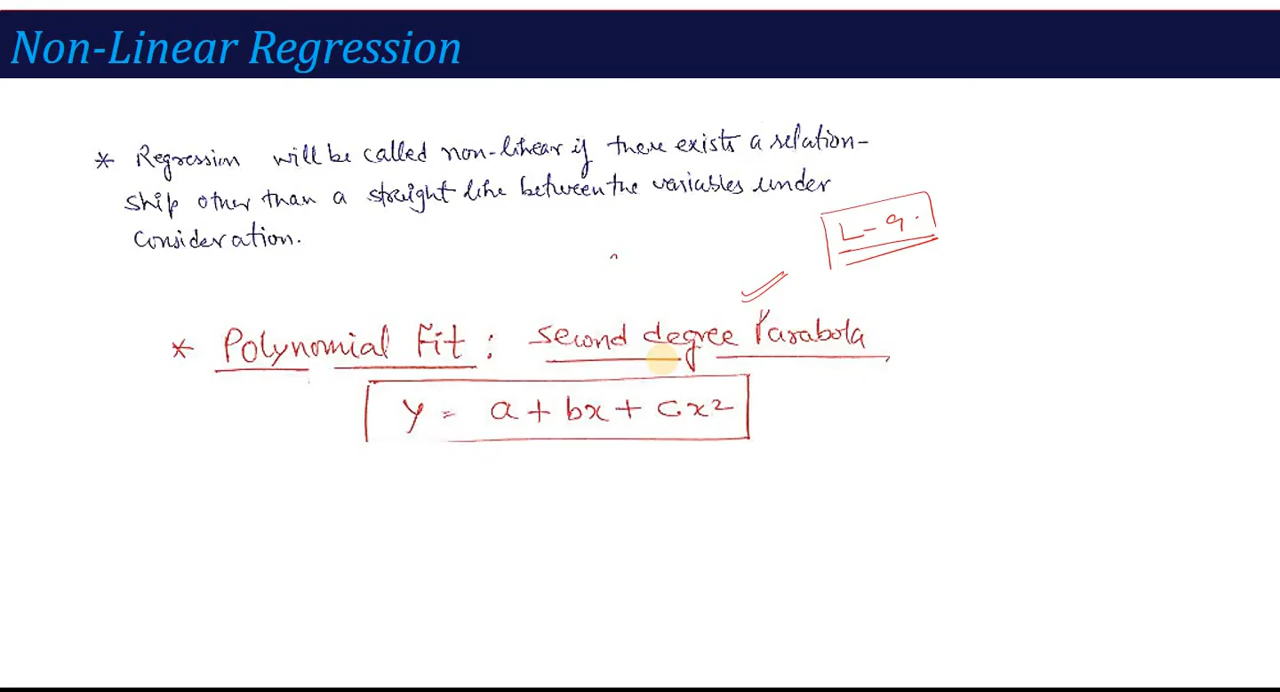 Non-Linear Regression
* Regression will be called non-linear if there exists a relation-
ship other than a straight line between the variables under
consideration.
L-9.
* Polynomial Fit : Second degree Parabola
y = a + bx + cx²